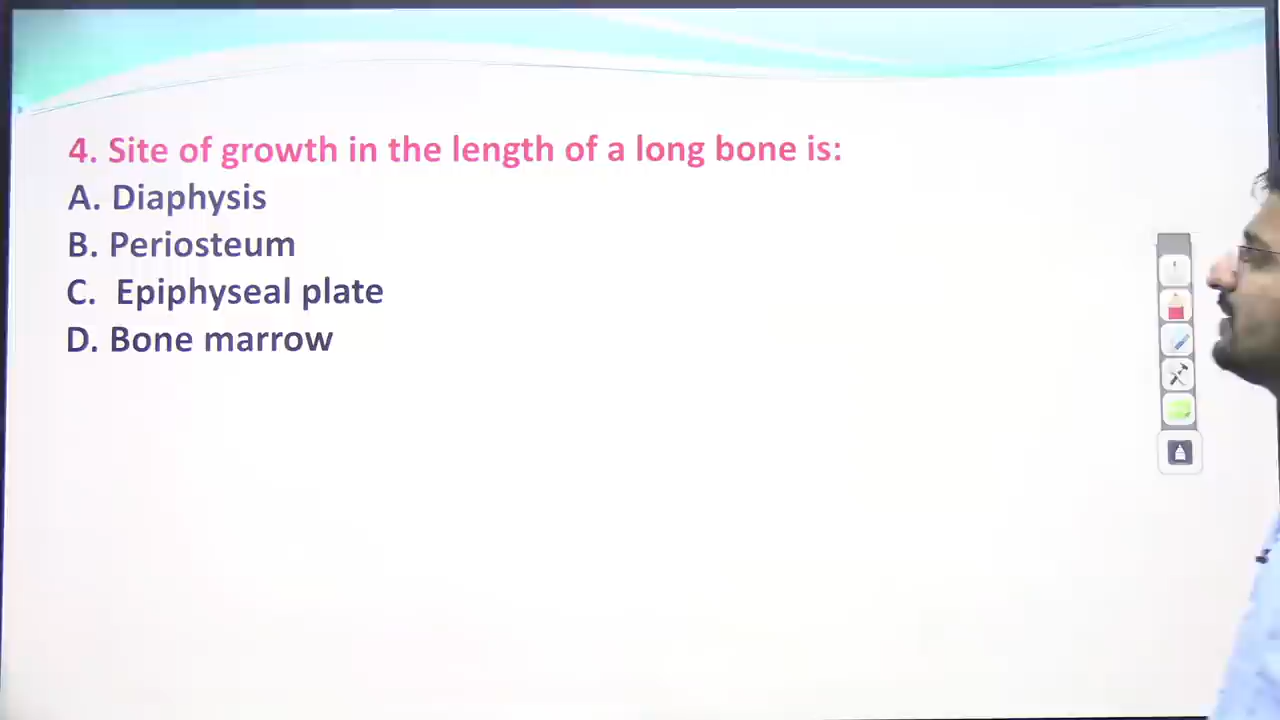 4. Site of growth in the length of a long bone is:
A. Diaphysis
B. Periosteum
C. Epiphyseal plate
D. Bone marrow